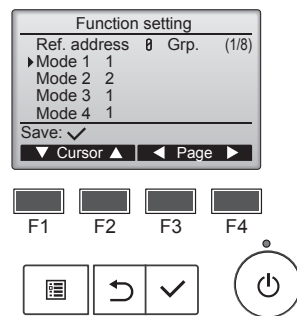 Function setting
Ref. address 0 Grp. (1/8)
Mode 1 1
Mode 2 2
Mode 3 1
Mode 4 1
Save: ✓
▼ Cursor ▲ ◀ Page ▶
F1 F2 F3 F4